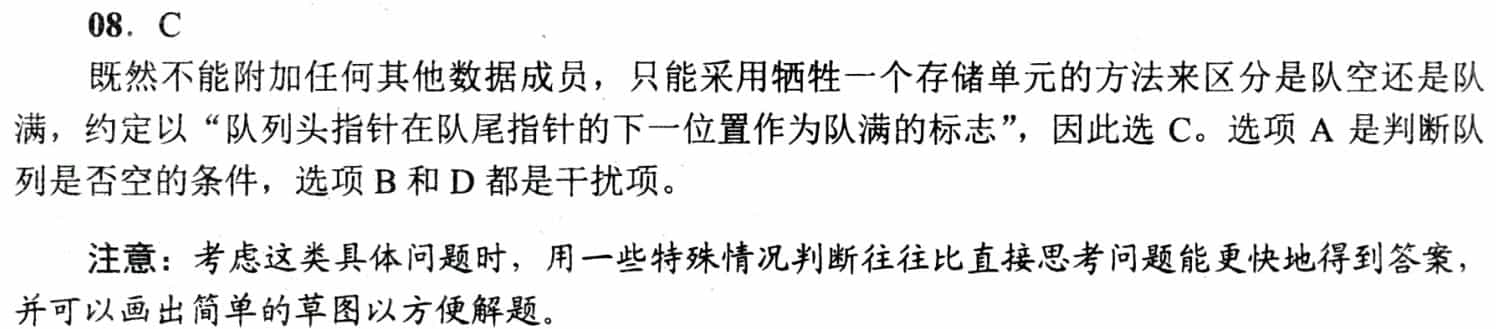 08．C
既然不能附加任何其他数据成员，只能采用牺牲一个存储单元的方法来区分是队空还是队
满，约定以“队列头指针在队尾指针的下一位置作为队满的标志”，因此选 C。选项 A 是判断队
列是否空的条件，选项 B 和 D 都是干扰项。
注意：考虑这类具体问题时，用一些特殊情况判断往往比直接思考问题能更快地得到答案，
并可以画出简单的草图以方便解题。